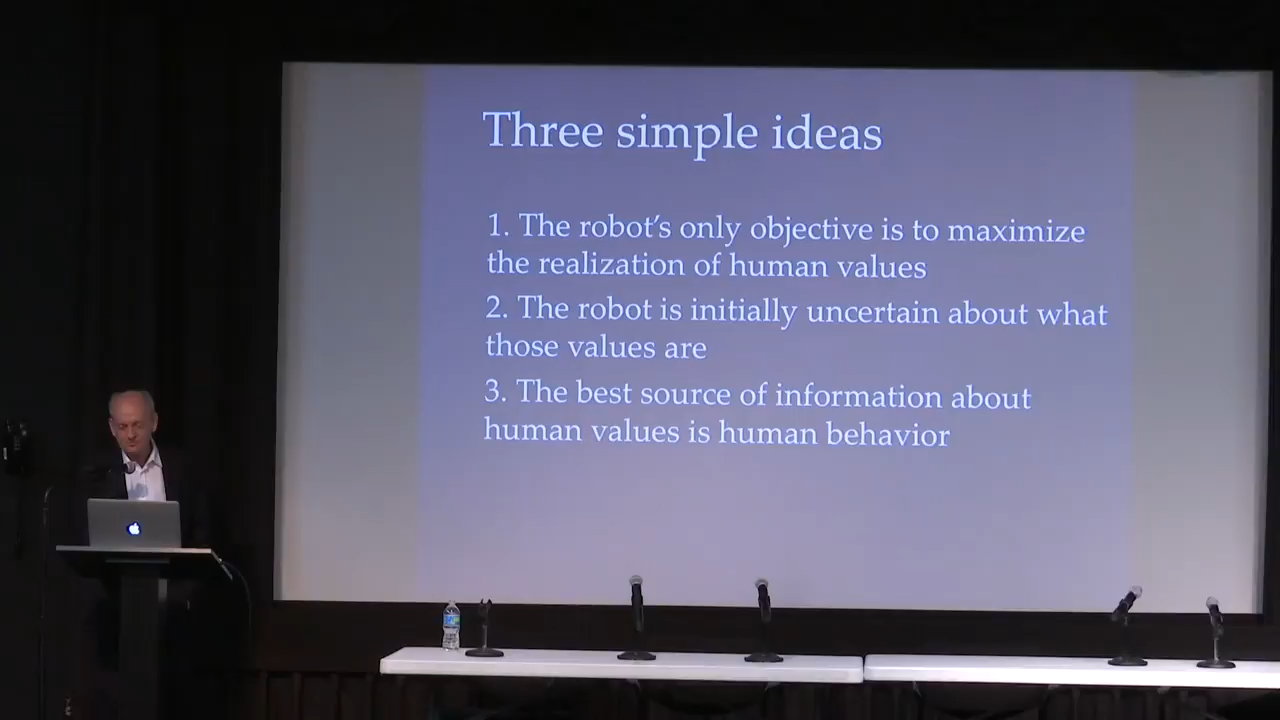 Three simple ideas
1. The robot's only objective is to maximize
the realization of human values
2. The robot is initially uncertain about what
those values are
3. The best source of information about
human values is human behavior